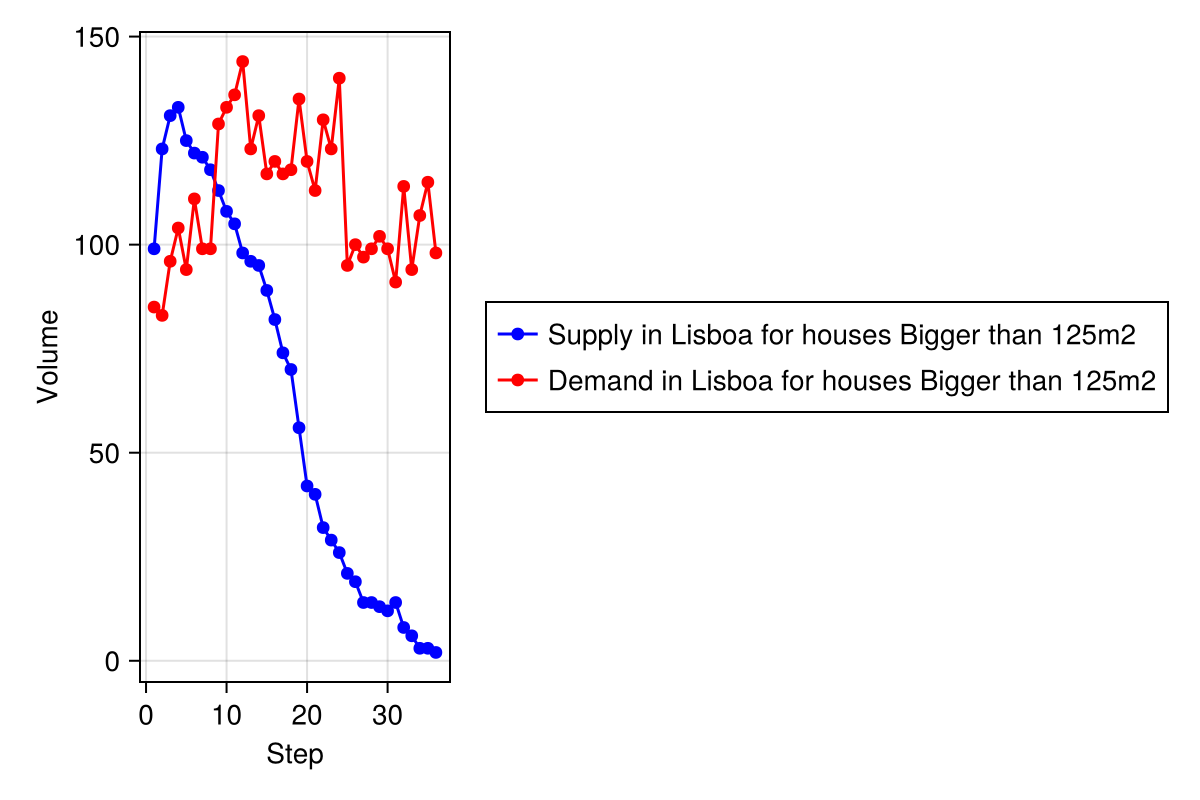 150
100
50
0
Volume
0 10 20 30
Step
Supply in Lisboa for houses Bigger than 125m2
Demand in Lisboa for houses Bigger than 125m2